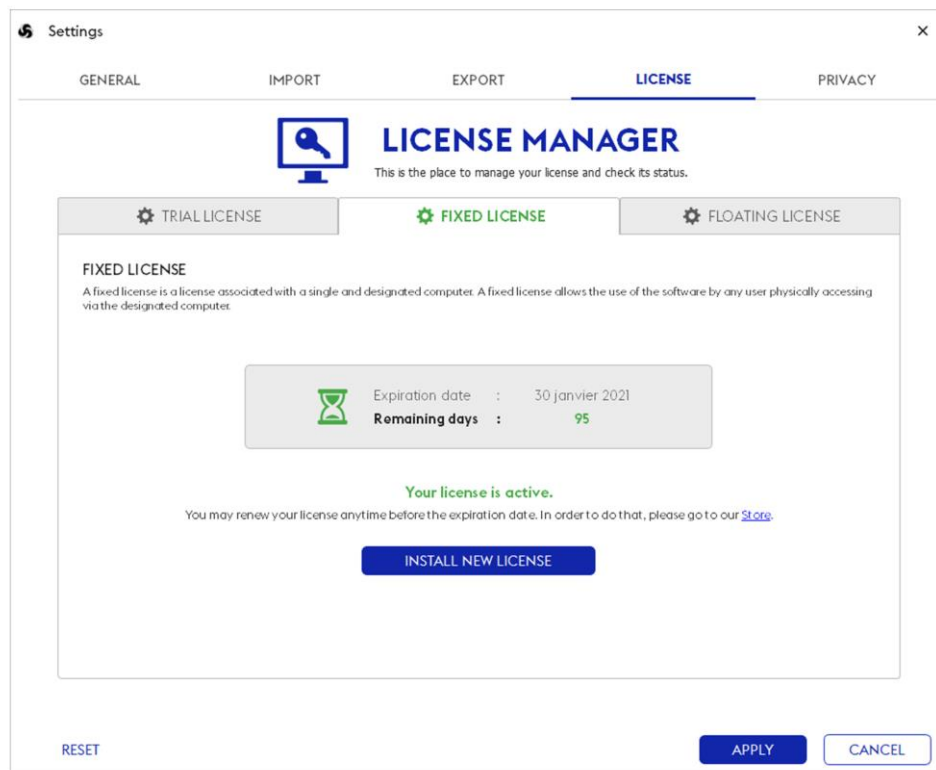 Settings
GENERAL IMPORT EXPORT LICENSE PRIVACY
LICENSE MANAGER
This is the place to manage your license and check its status.
TRIAL LICENSE FIXED LICENSE FLOATING LICENSE
FIXED LICENSE
A fixed license is a license associated with a single and designated computer. A fixed license allows the use of the software by any user physically accessing
via the designated computer.
Expiration date : 30 janvier 2021
Remaining days : 95
Your license is active.
You may renew your license anytime before the expiration date. In order to do that, please go to our Store.
INSTALL NEW LICENSE
RESET APPLY CANCEL